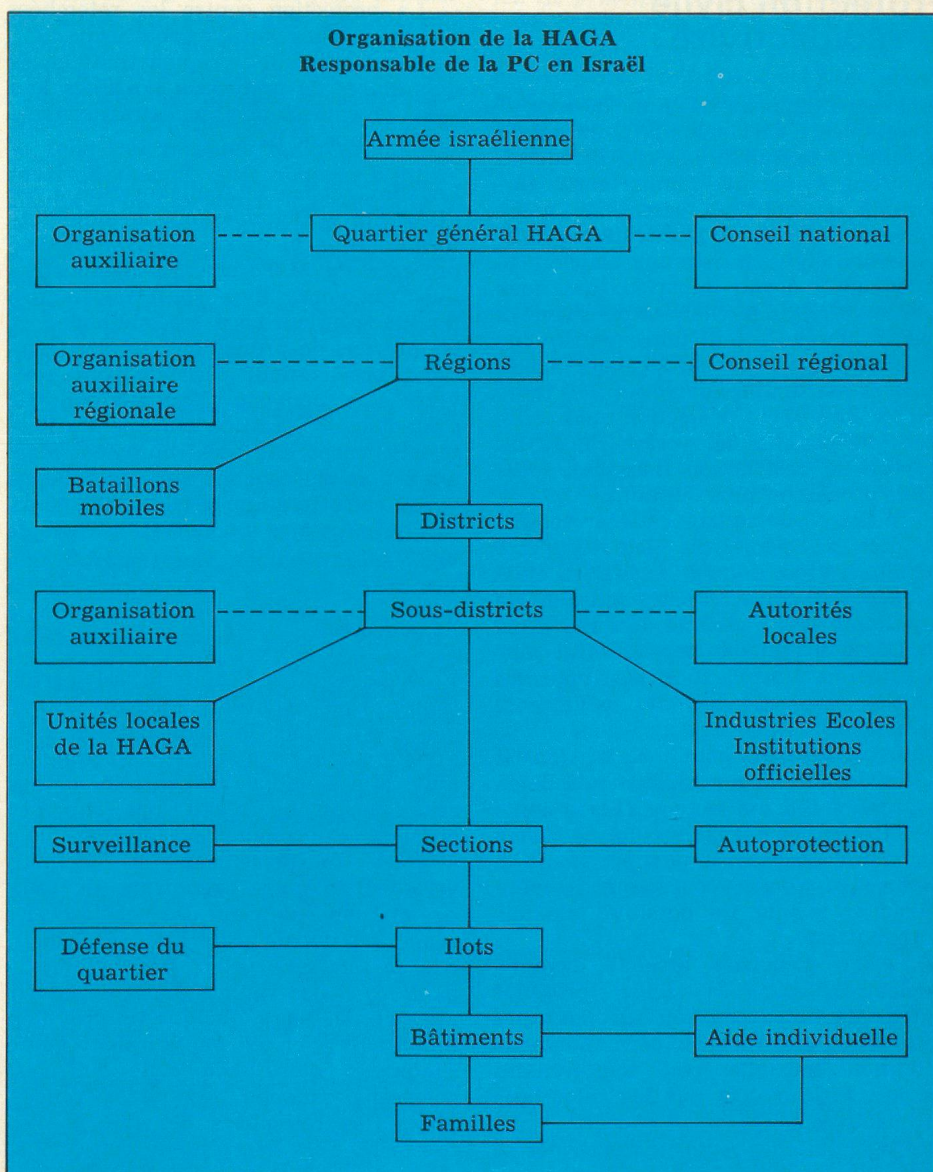 Organisation de la HAGA
Responsable de la PC en Israël
Armée israélienne
Organisation
auxiliaire
Quartier général HAGA
Conseil national
Organisation
auxiliaire
régionale
Régions
Conseil régional
Bataillons
mobiles
Districts
Organisation
auxiliaire
Sous-districts
Autorités
locales
Unités locales
de la HAGA
Industries Ecoles
Institutions
officielles
Surveillance
Sections
Autoprotection
Défense du
quartier
Ilots
Bâtiments
Aide individuelle
Familles